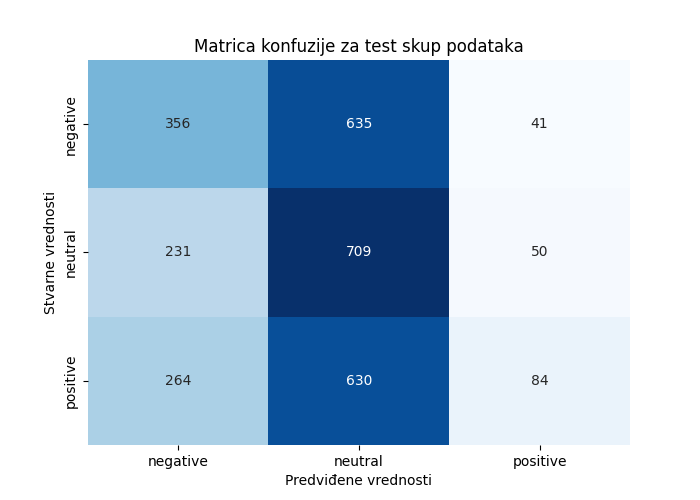 Matrica konfuzije za test skup podataka
Stvarne vrednosti
negative
356 635 41
neutral
231 709 50
positive
264 630 84
negative neutral positive
Predviđene vrednosti